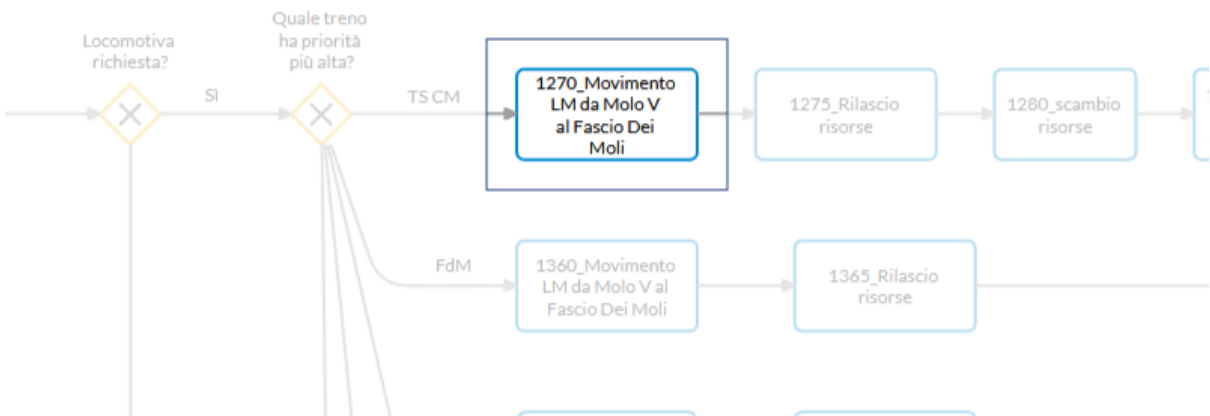 Locomotiva
richiesta?
Quale treno
ha priorità
più alta?
Sì
TS CM
1270_Movimento
LM da Molo V
al Fascio Dei
Moli
1275_Rilascio
risorse
1280_scambio
risorse
FdM
1360_Movimento
LM da Molo V al
Fascio Dei Moli
1365_Rilascio
risorse